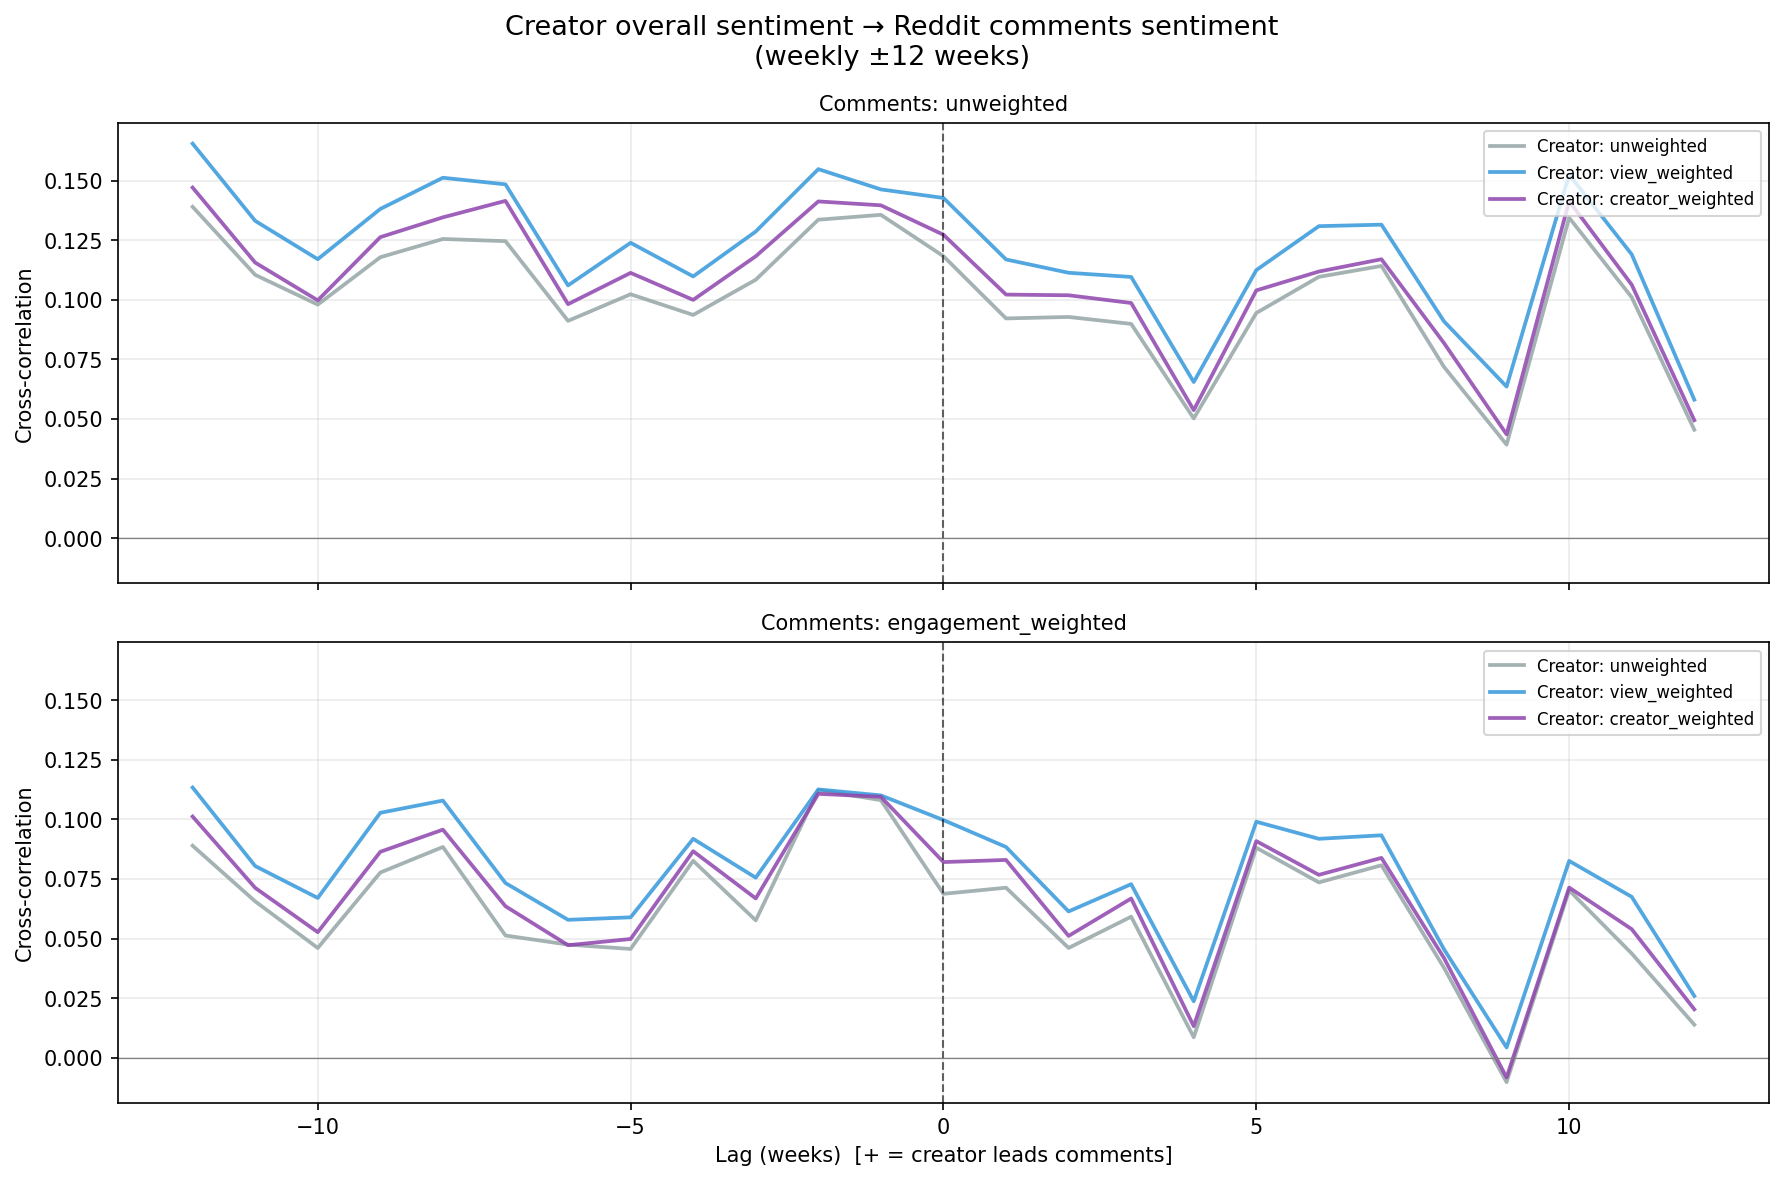 Creator overall sentiment → Reddit comments sentiment
(weekly ±12 weeks)
Comments: unweighted
Creator: unweighted
Creator: view_weighted
Creator: creator_weighted
Cross-correlation
0.150
0.125
0.100
0.075
0.050
0.025
0.000
Comments: engagement_weighted
Creator: unweighted
Creator: view_weighted
Creator: creator_weighted
Cross-correlation
0.150
0.125
0.100
0.075
0.050
0.025
0.000
−10 −5 0 5 10
Lag (weeks)  [+ = creator leads comments]